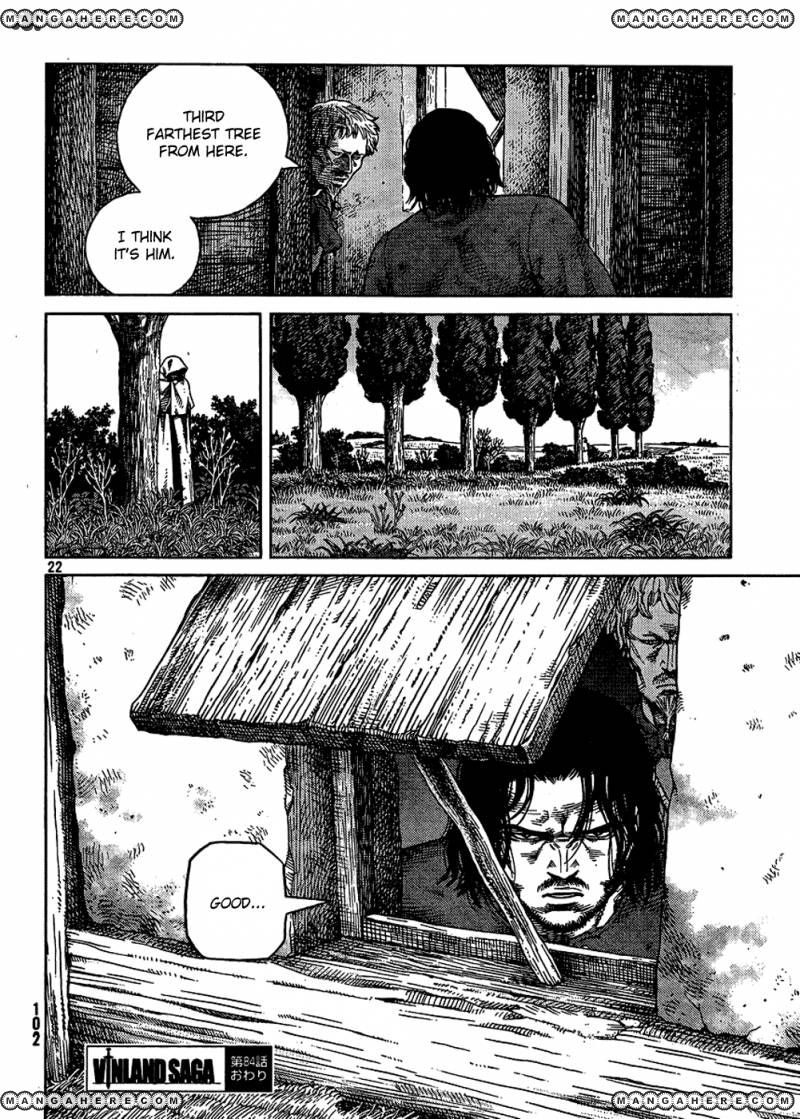 MANGAHERE.COM
MANGAHERE.COM
THIRD
FARTHEST TREE
FROM HERE.
I THINK
IT'S HIM.
22
GOOD...
102
VINLAND SAGA
第84話
おわり
MANGAHERE.COM
MANGAHERE.COM